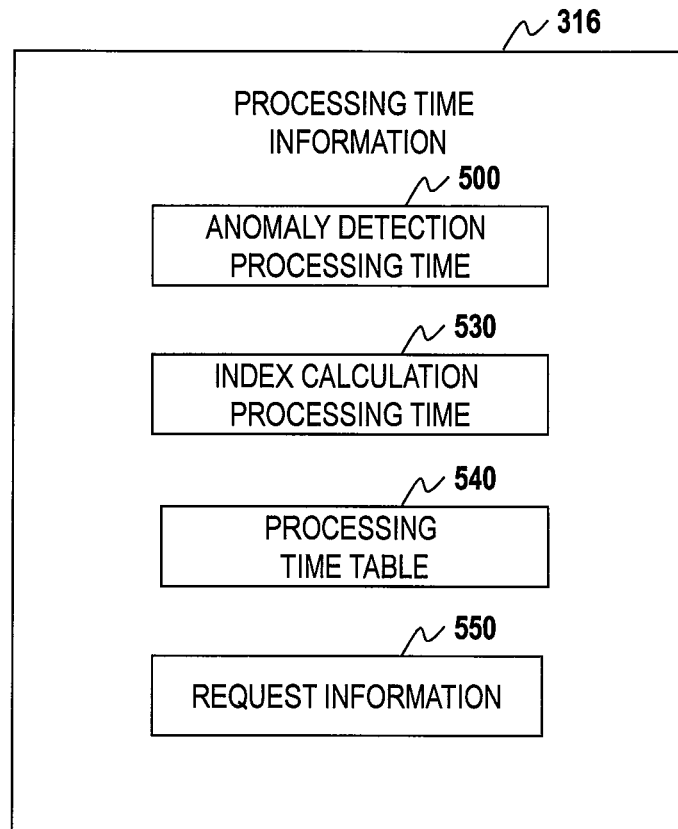 316
PROCESSING TIME
INFORMATION
500
ANOMALY DETECTION
PROCESSING TIME
530
INDEX CALCULATION
PROCESSING TIME
540
PROCESSING
TIME TABLE
550
REQUEST INFORMATION